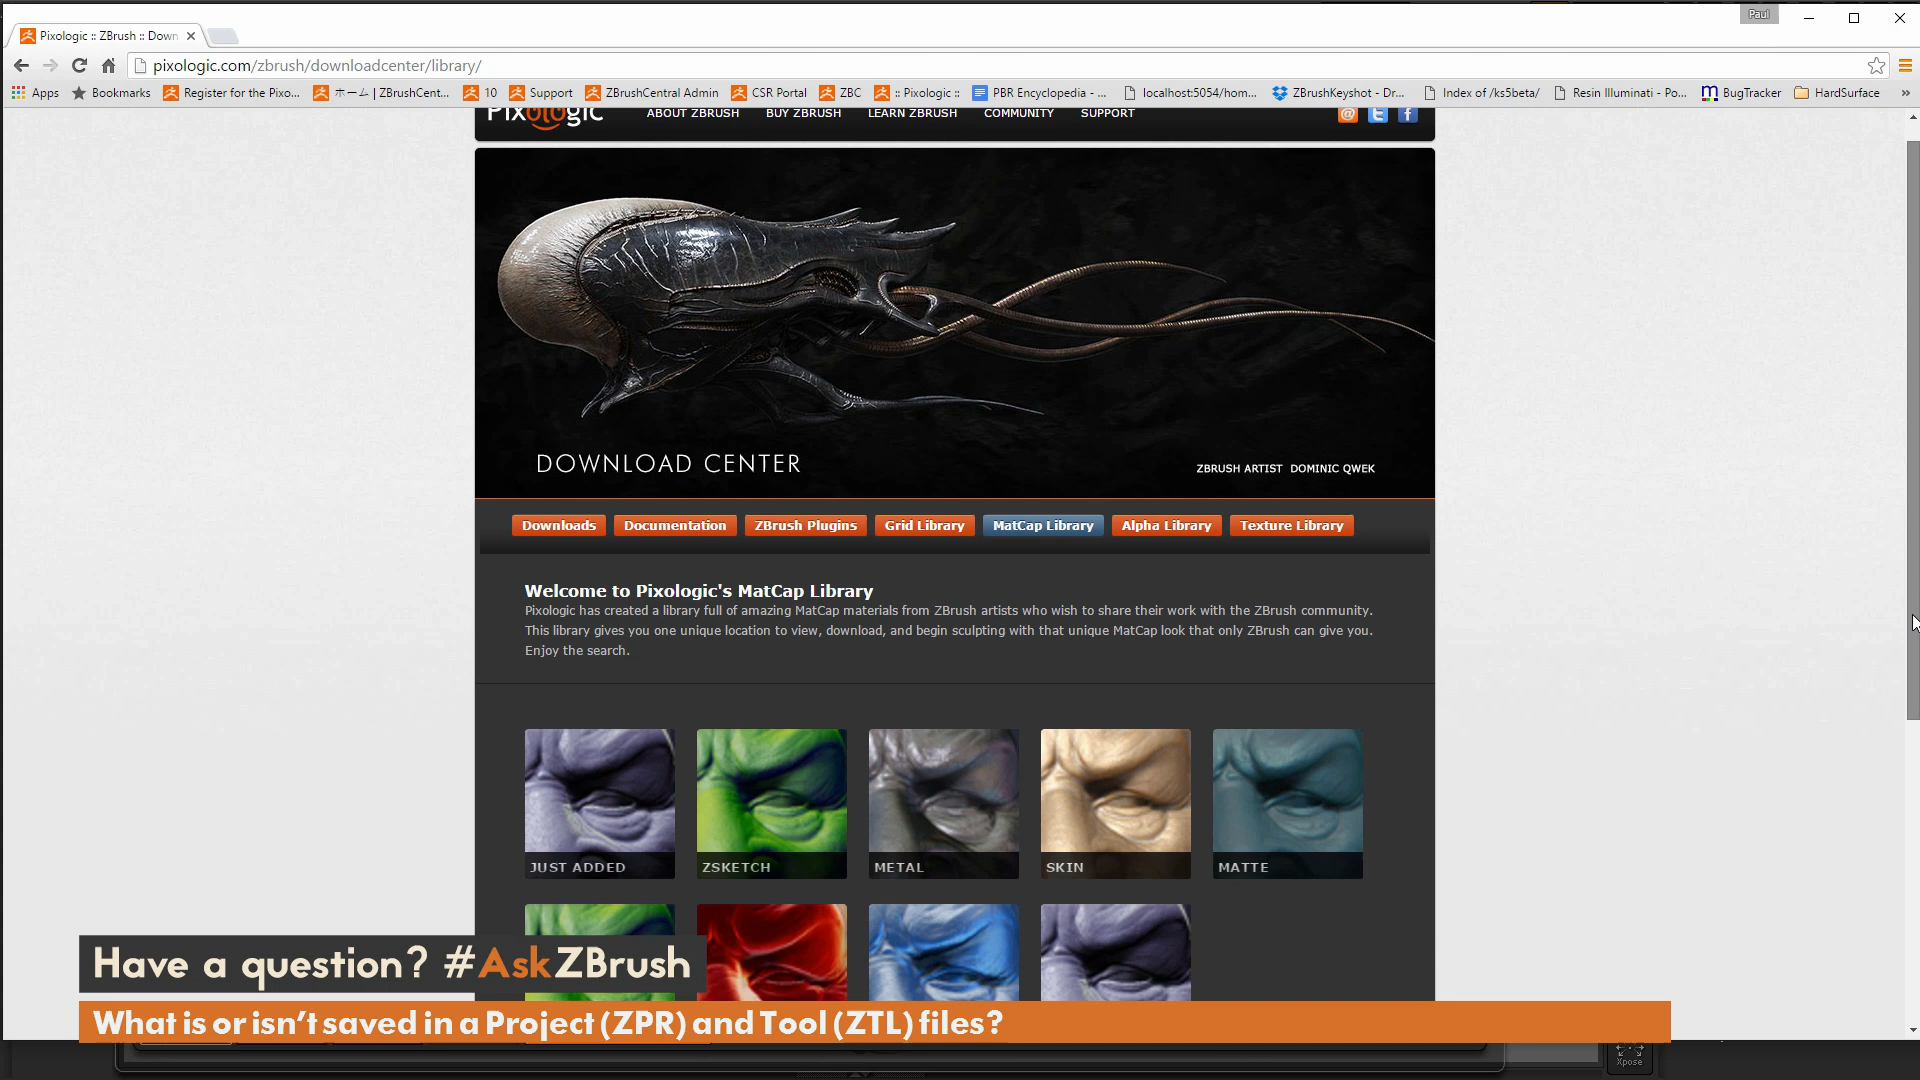 Paul
Pixologic :: ZBrush :: Down
pixologic.com/zbrush/downloadcenter/library/
Apps
Bookmarks
Register for the Pixo...
ホーム | ZBrushCent...
10
Support
ZBrushCentral Admin
CSR Portal
ZBC
:: Pixologic ::
PBR Encyclopedia - ...
localhost:5054/hom...
ZBrushKeyshot - Dr...
Index of /ks5beta/
Resin Illuminati - Po...
BugTracker
HardSurface
»
Pixologic
ABOUT ZBRUSH
BUY ZBRUSH
LEARN ZBRUSH
COMMUNITY
SUPPORT
DOWNLOAD CENTER
ZBRUSH ARTIST DOMINIC QWEK
Downloads
Documentation
ZBrush Plugins
Grid Library
MatCap Library
Alpha Library
Texture Library
Welcome to Pixologic's MatCap Library
Pixologic has created a library full of amazing MatCap materials from ZBrush artists who wish to share their work with the ZBrush community.
This library gives you one unique location to view, download, and begin sculpting with that unique MatCap look that only ZBrush can give you.
Enjoy the search.
JUST ADDED
ZSKETCH
METAL
SKIN
MATTE
Have a question? #AskZBrush
What is or isn't saved in a Project (ZPR) and Tool (ZTL) files?
Xpose